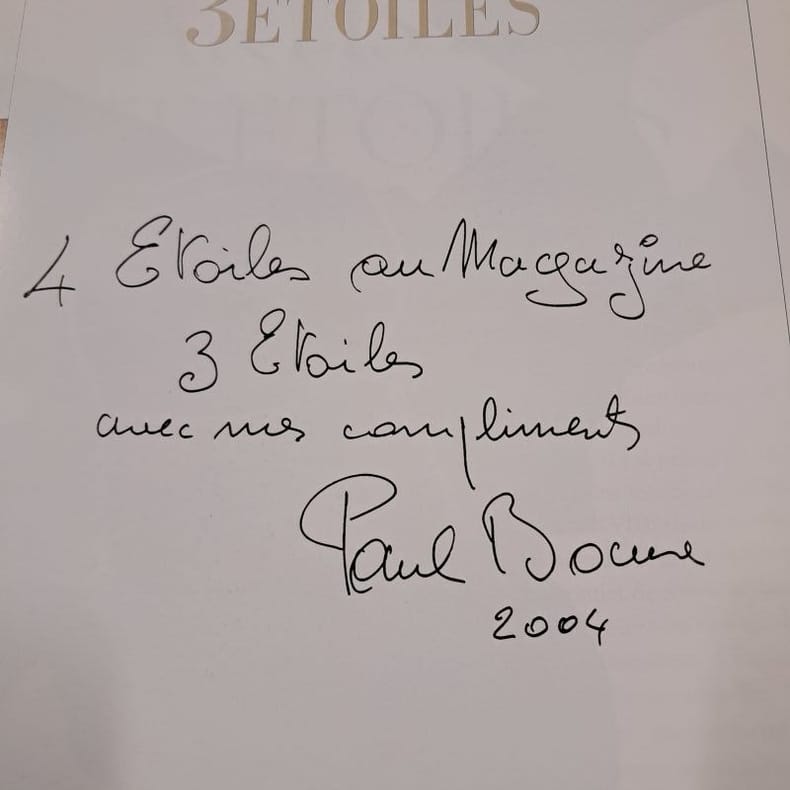 3ETOILES
4 Etoiles au Magazine
3 Etoiles
avec mes compliments
Paul Bocuse
2004